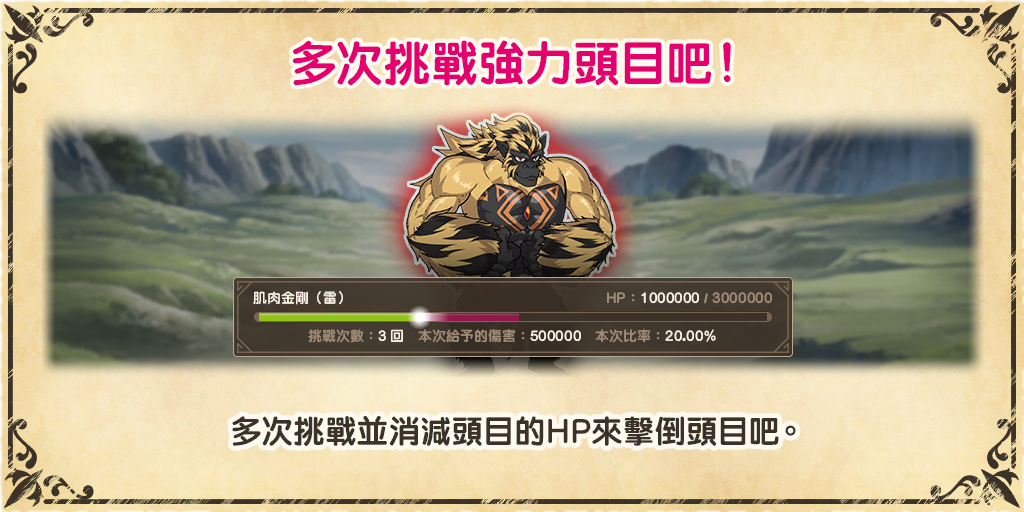 多次挑戰強力頭目吧！
肌肉金剛（雷） HP：1000000 / 3000000
挑戰次數：3 回 本次給予的傷害：500000 本次比率：20.00%
多次挑戰並消減頭目的HP來擊倒頭目吧。